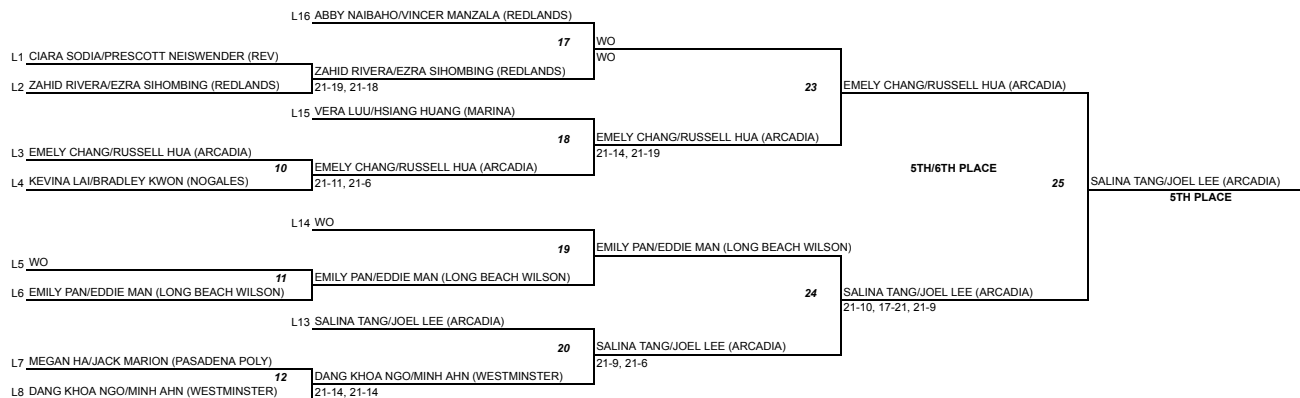 L16 ABBY NAIBAHO/VINCER MANZALA (REDLANDS)
17 WO
WO
L1 CIARA SODIA/PRESCOTT NEISWENDER (REV)
ZAHID RIVERA/EZRA SIHOMBING (REDLANDS)
L2 ZAHID RIVERA/EZRA SIHOMBING (REDLANDS)
21-19, 21-18
23 EMELY CHANG/RUSSELL HUA (ARCADIA)
L15 VERA LUU/HSIANG HUANG (MARINA)
18 EMELY CHANG/RUSSELL HUA (ARCADIA)
21-14, 21-19
L3 EMELY CHANG/RUSSELL HUA (ARCADIA)
10 EMELY CHANG/RUSSELL HUA (ARCADIA)
L4 KEVINA LAI/BRADLEY KWON (NOGALES)
21-11, 21-6
5TH/6TH PLACE
25 SALINA TANG/JOEL LEE (ARCADIA)
5TH PLACE
L14 WO
19 EMILY PAN/EDDIE MAN (LONG BEACH WILSON)
L5 WO
11 EMILY PAN/EDDIE MAN (LONG BEACH WILSON)
L6 EMILY PAN/EDDIE MAN (LONG BEACH WILSON)
24 SALINA TANG/JOEL LEE (ARCADIA)
21-10, 17-21, 21-9
L13 SALINA TANG/JOEL LEE (ARCADIA)
20 SALINA TANG/JOEL LEE (ARCADIA)
21-9, 21-6
L7 MEGAN HA/JACK MARION (PASADENA POLY)
12 DANG KHOA NGO/MINH AHN (WESTMINSTER)
L8 DANG KHOA NGO/MINH AHN (WESTMINSTER)
21-14, 21-14